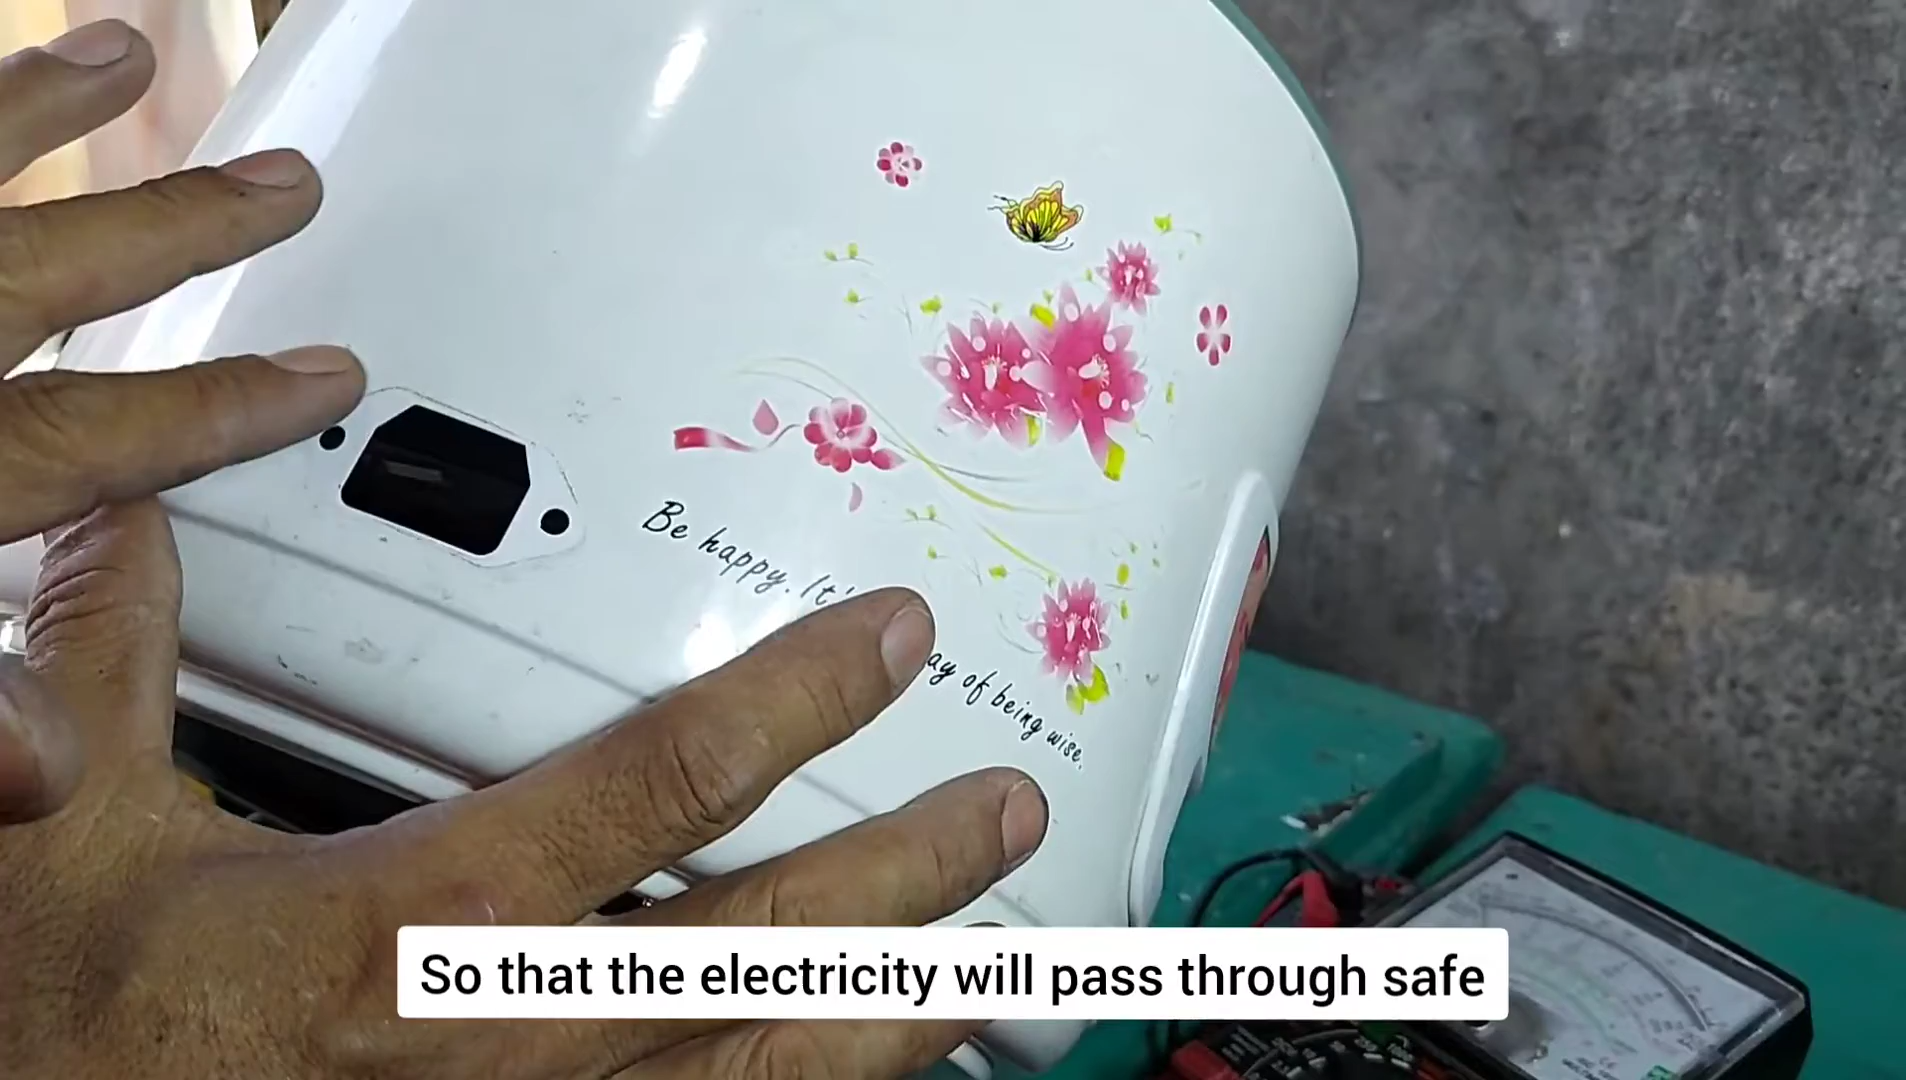 Be happy. It'
ay of being wise.
So that the electricity will pass through safe